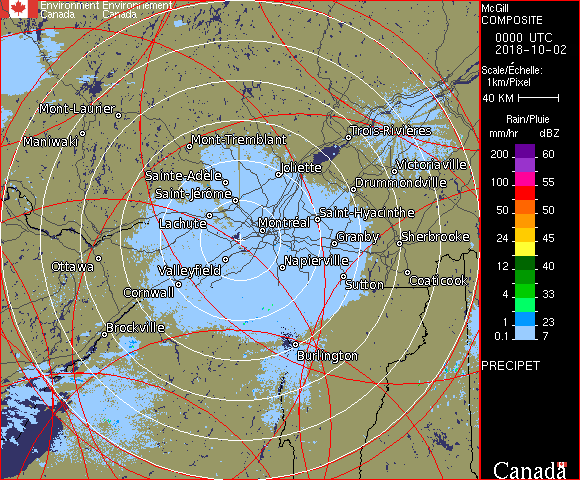 Environment Environnement
Canada Canada
McGill
COMPOSITE
0000 UTC
2018-10-02
Scale/Échelle:
1km/Pixel
40 KM
Rain/Pluie
mm/hr dBZ
200 60
100 55
50 50
24 45
12 40
4 33
1 23
0.1 7
PRECIPET
Canada
Mont-Laurier
Maniwaki
Mont-Tremblant
Trois-Rivières
Joliette
Victoriaville
Sainte-Adèle
Drummondville
Saint-Jérôme
Saint-Hyacinthe
Lachute
Montréal
Granby
Sherbrooke
Ottawa
Valleyfield
Napierville
Cornwall
Sutton
Coaticook
Brockville
Burlington